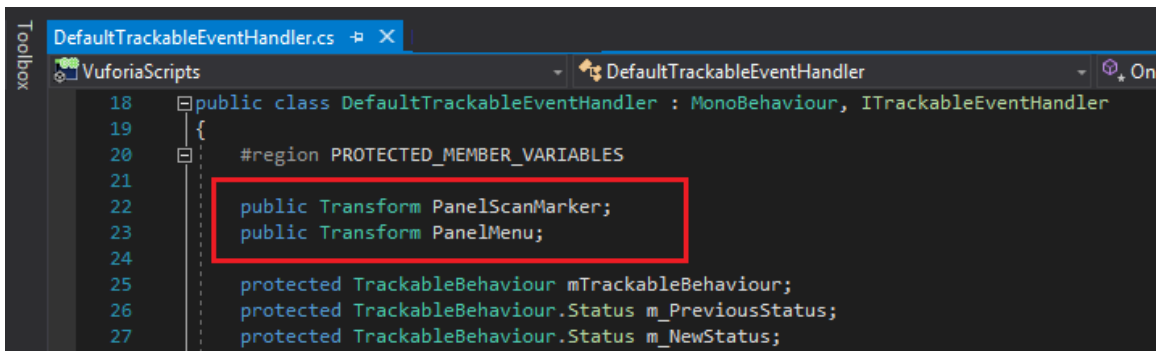 Toolbox
DefaultTrackableEventHandler.cs
VuforiaScripts DefaultTrackableEventHandler On
18 public class DefaultTrackableEventHandler : MonoBehaviour, ITrackableEventHandler
19 {
20 #region PROTECTED_MEMBER_VARIABLES
21
22 public Transform PanelScanMarker;
23 public Transform PanelMenu;
24
25 protected TrackableBehaviour mTrackableBehaviour;
26 protected TrackableBehaviour.Status m_PreviousStatus;
27 protected TrackableBehaviour.Status m_NewStatus;